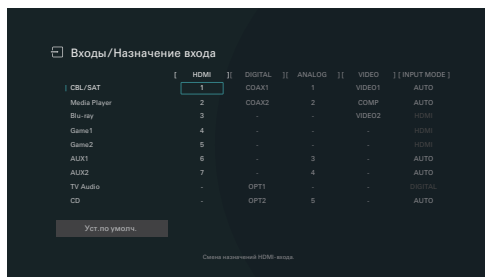 Входы/Назначение входа
[ HDMI ][ DIGITAL ][ ANALOG ][ VIDEO ] [ INPUT MODE ]
CBL/SAT 1 COAX1 1 VIDEO1 AUTO
Media Player 2 COAX2 2 COMP AUTO
Blu-ray 3 - - VIDEO2 HDMI
Game1 4 - - - HDMI
Game2 5 - - - HDMI
AUX1 6 - 3 - AUTO
AUX2 7 - 4 - AUTO
TV Audio - OPT1 - - DIGITAL
CD - OPT2 5 - AUTO
Уст.по умолч.
Смена назначений HDMI-входа.